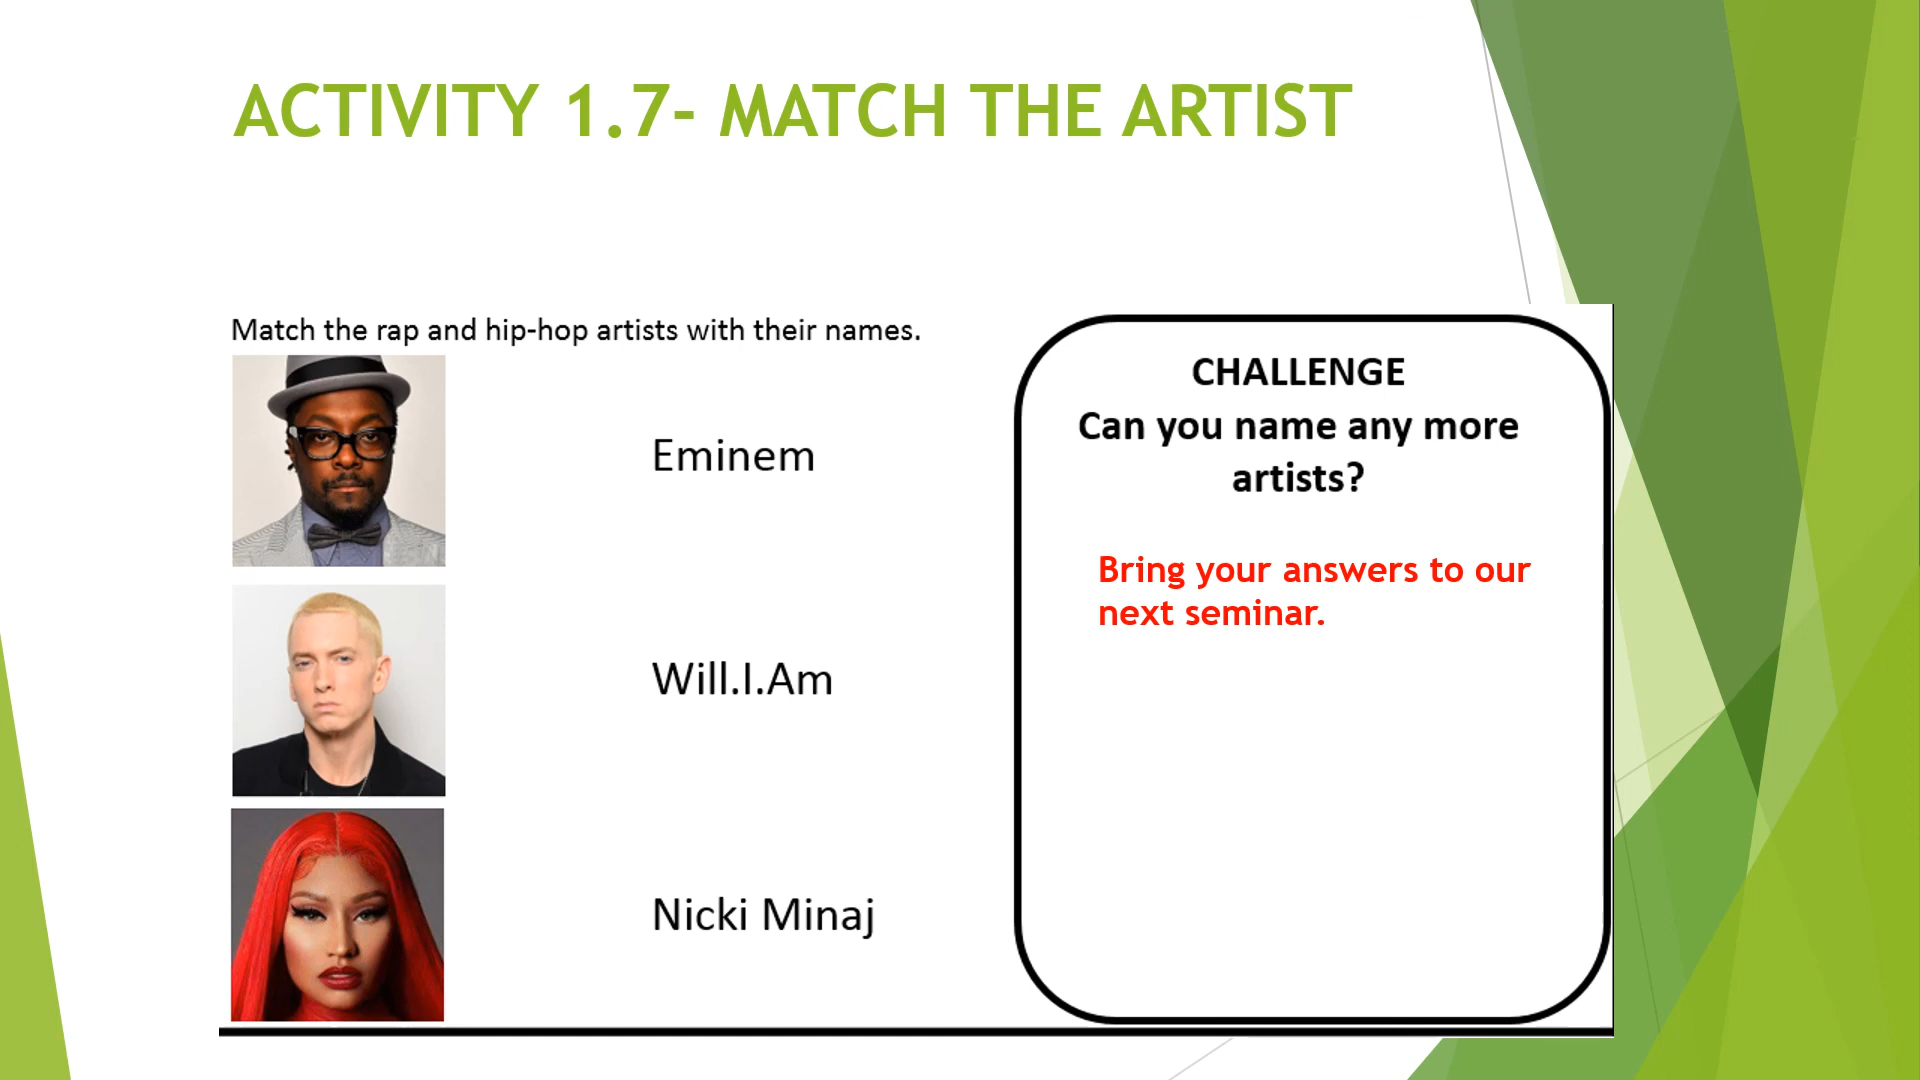 ACTIVITY 1.7- MATCH THE ARTIST
Match the rap and hip-hop artists with their names.
Eminem
Will.I.Am
Nicki Minaj
CHALLENGE
Can you name any more
artists?
Bring your answers to our
next seminar.